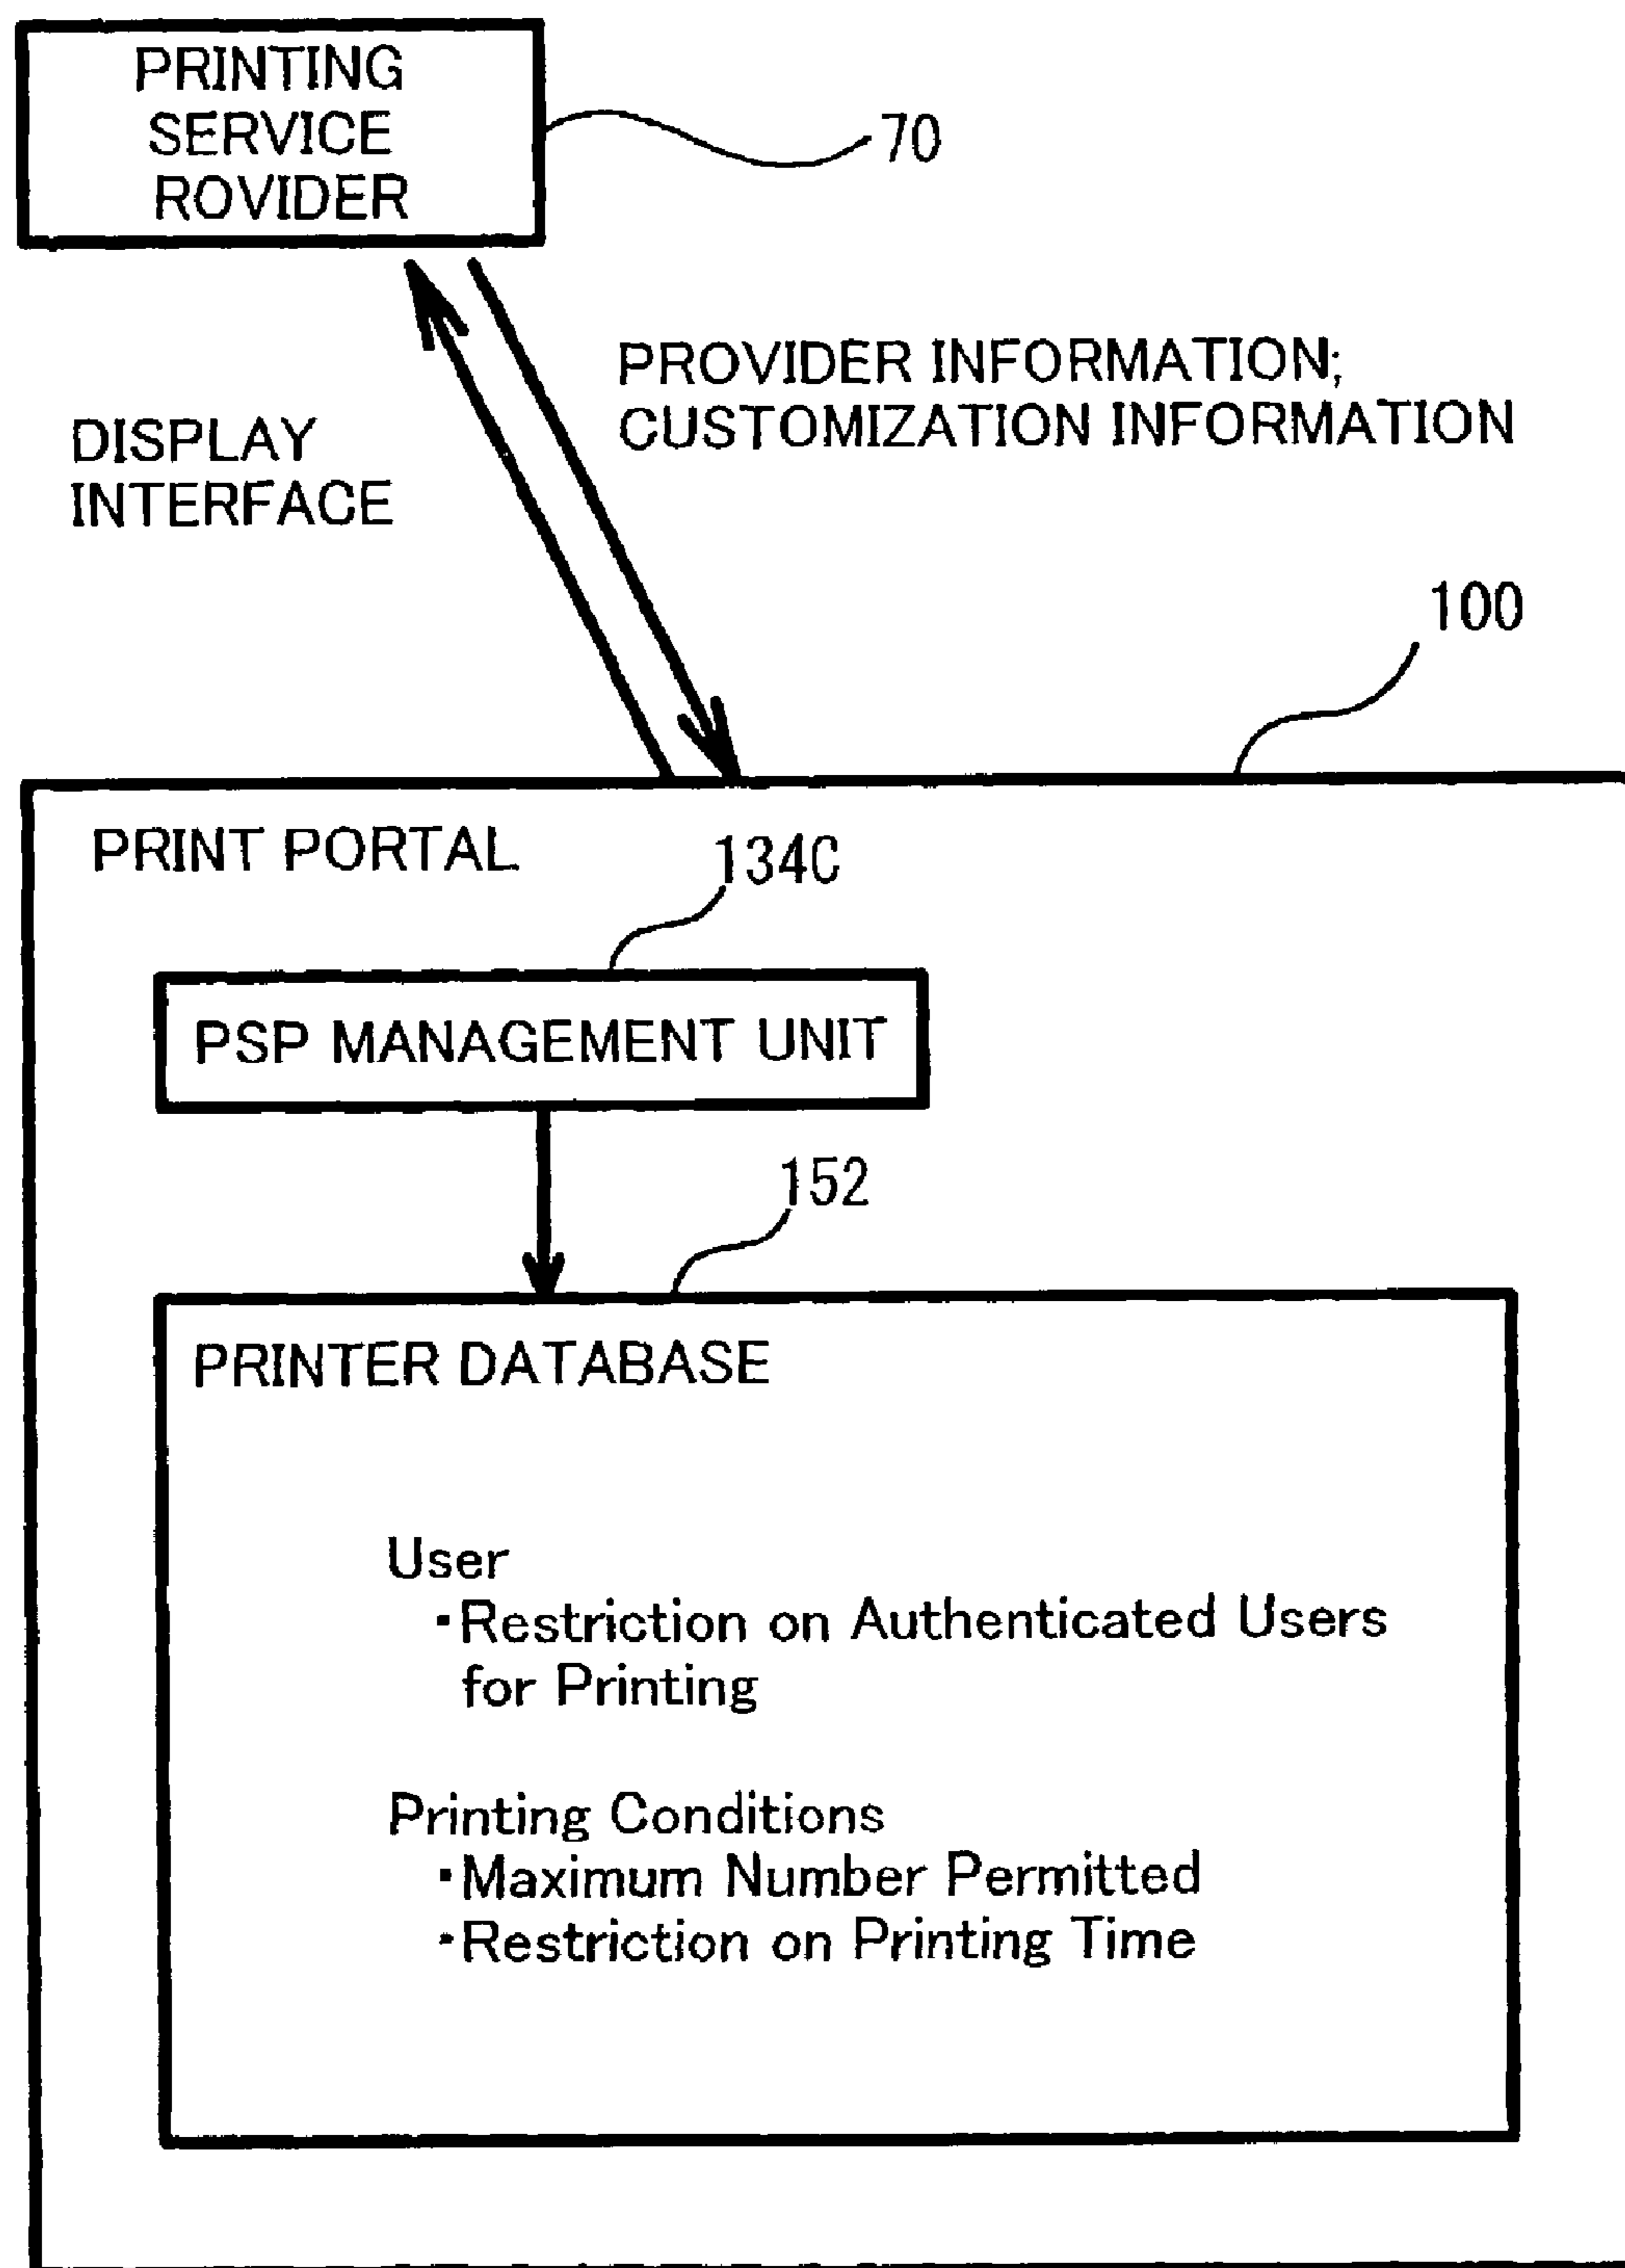 PRINTING
SERVICE
ROVIDER
70
PROVIDER INFORMATION;
CUSTOMIZATION INFORMATION
DISPLAY
INTERFACE
100
PRINT PORTAL
134C
PSP MANAGEMENT UNIT
152
PRINTER DATABASE
User
・Restriction on Authenticated Users
for Printing
Printing Conditions
・Maximum Number Permitted
・Restriction on Printing Time